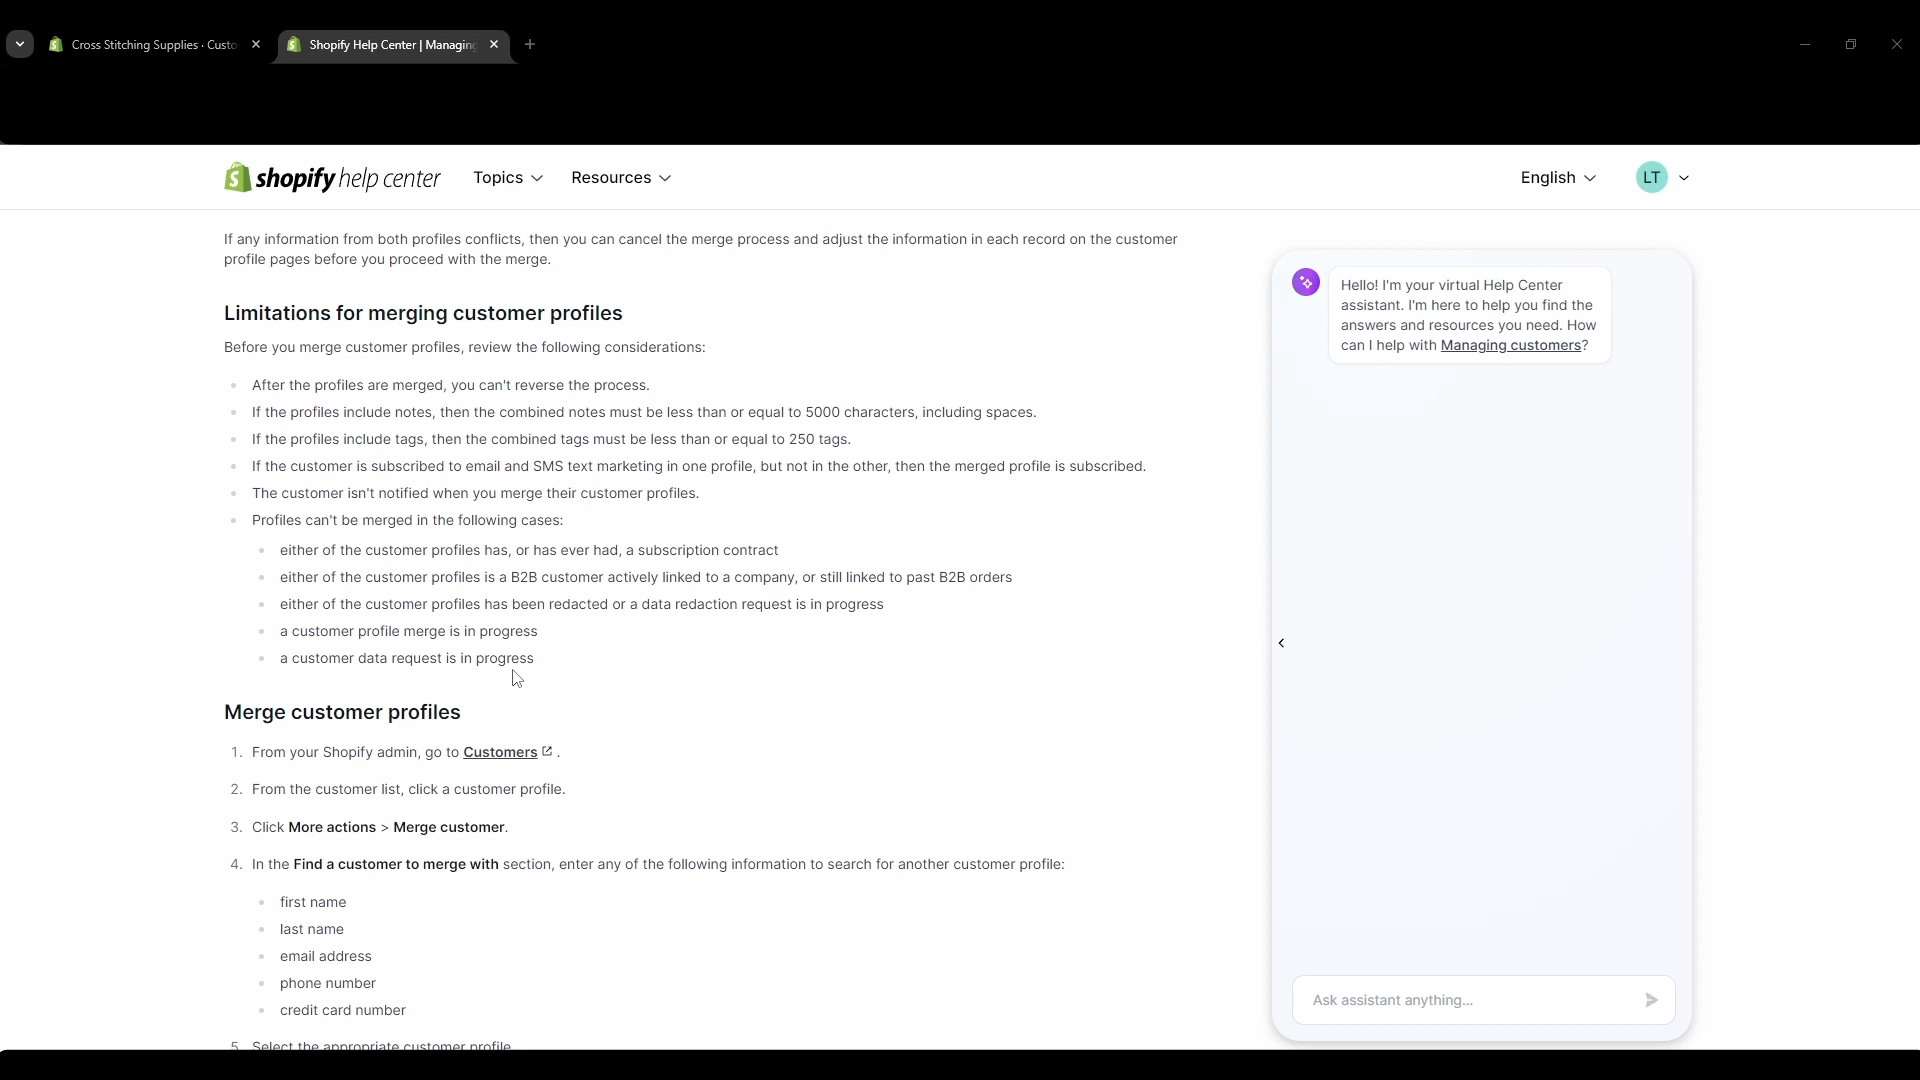 Cross Stitching Supplies · Custo
Shopify Help Center | Managing
shopify help center
Topics
Resources
English
LT
If any information from both profiles conflicts, then you can cancel the merge process and adjust the information in each record on the customer
profile pages before you proceed with the merge.
Limitations for merging customer profiles
Before you merge customer profiles, review the following considerations:
After the profiles are merged, you can't reverse the process.
If the profiles include notes, then the combined notes must be less than or equal to 5000 characters, including spaces.
If the profiles include tags, then the combined tags must be less than or equal to 250 tags.
If the customer is subscribed to email and SMS text marketing in one profile, but not in the other, then the merged profile is subscribed.
The customer isn't notified when you merge their customer profiles.
Profiles can't be merged in the following cases:
either of the customer profiles has, or has ever had, a subscription contract
either of the customer profiles is a B2B customer actively linked to a company, or still linked to past B2B orders
either of the customer profiles has been redacted or a data redaction request is in progress
a customer profile merge is in progress
a customer data request is in progress
Merge customer profiles
1. From your Shopify admin, go to Customers .
2. From the customer list, click a customer profile.
3. Click More actions > Merge customer.
4. In the Find a customer to merge with section, enter any of the following information to search for another customer profile:
first name
last name
email address
phone number
credit card number
5. Select the appropriate customer profile
Hello! I'm your virtual Help Center
assistant. I'm here to help you find the
answers and resources you need. How
can I help with Managing customers?
Ask assistant anything...